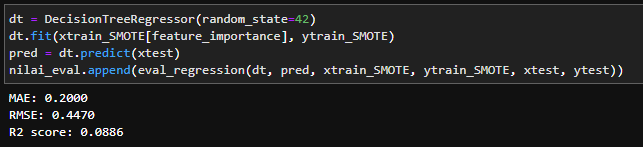 dt = DecisionTreeRegressor(random_state=42)
dt.fit(xtrain_SMOTE[feature_importance], ytrain_SMOTE)
pred = dt.predict(xtest)
nilai_eval.append(eval_regression(dt, pred, xtrain_SMOTE, ytrain_SMOTE, xtest, ytest))
MAE: 0.2000
RMSE: 0.4470
R2 score: 0.0886